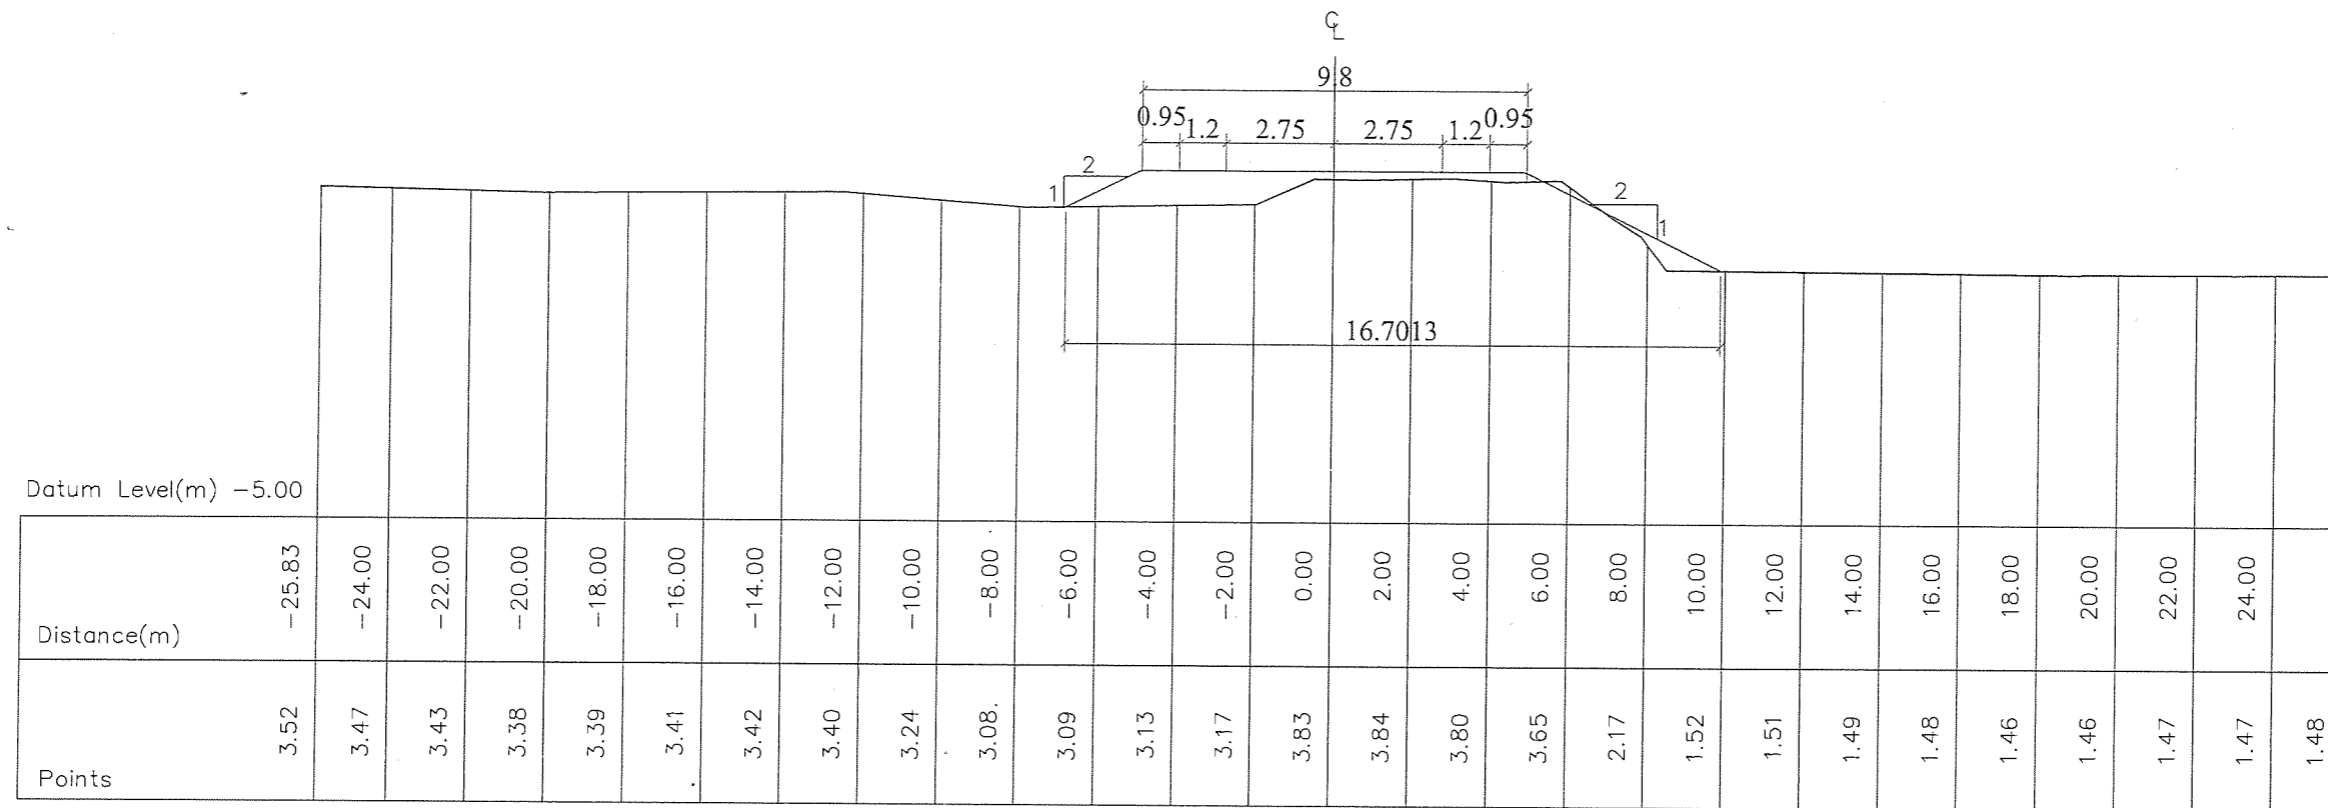 ℄
9.8
0.95 1.2 2.75 2.75 1.2 0.95
2 1 2 1
16.7013
Datum Level(m) -5.00
Distance(m) -25.83 -24.00 -22.00 -20.00 -18.00 -16.00 -14.00 -12.00 -10.00 -8.00 -6.00 -4.00 -2.00 0.00 2.00 4.00 6.00 8.00 10.00 12.00 14.00 16.00 18.00 20.00 22.00 24.00
Points 3.52 3.47 3.43 3.38 3.39 3.41 3.42 3.40 3.24 3.08 3.09 3.13 3.17 3.83 3.84 3.80 3.65 2.17 1.52 1.51 1.49 1.48 1.46 1.46 1.47 1.47 1.48